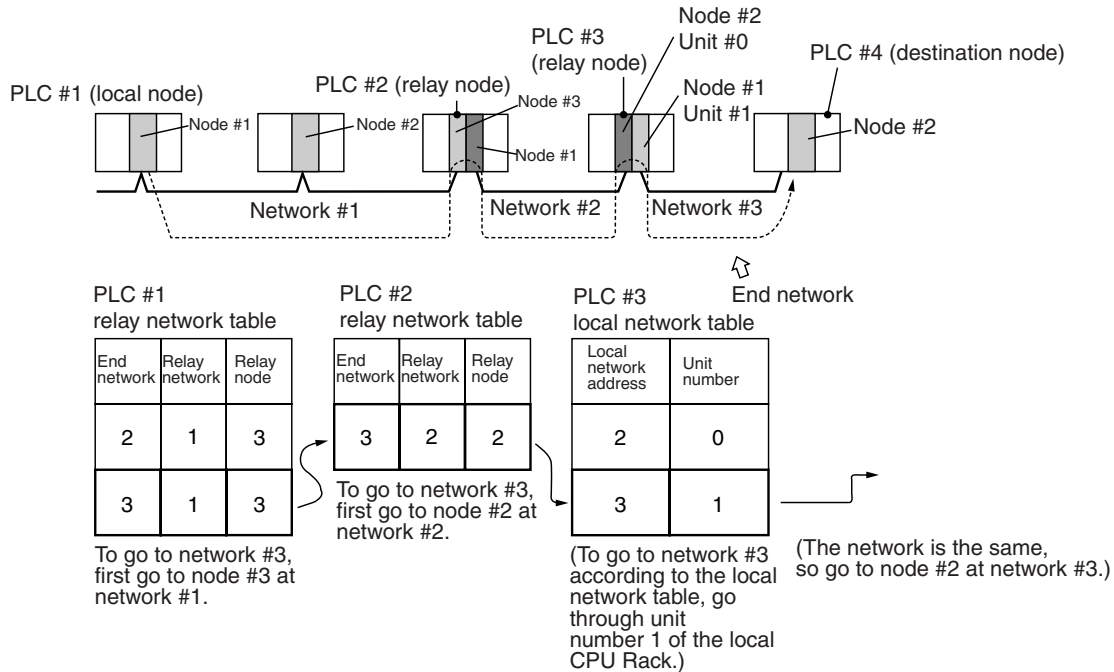 Node #2
Unit #0
PLC #3
(relay node)
PLC #4 (destination node)
PLC #1 (local node)
PLC #2 (relay node)
Node #1
Unit #1
Node #1
Node #2
Node #3
Node #1
Node #2
Network #1
Network #2
Network #3
End network
PLC #1
relay network table
End
network
Relay
network
Relay
node
2
1
3
3
1
3
To go to network #3,
first go to node #3 at
network #1.
PLC #2
relay network table
End
network
Relay
network
Relay
node
3
2
2
To go to network #3,
first go to node #2 at
network #2.
PLC #3
local network table
Local
network
address
Unit
number
2
0
3
1
(To go to network #3
according to the local
network table, go
through unit
number 1 of the local
CPU Rack.)
(The network is the same,
so go to node #2 at network #3.)